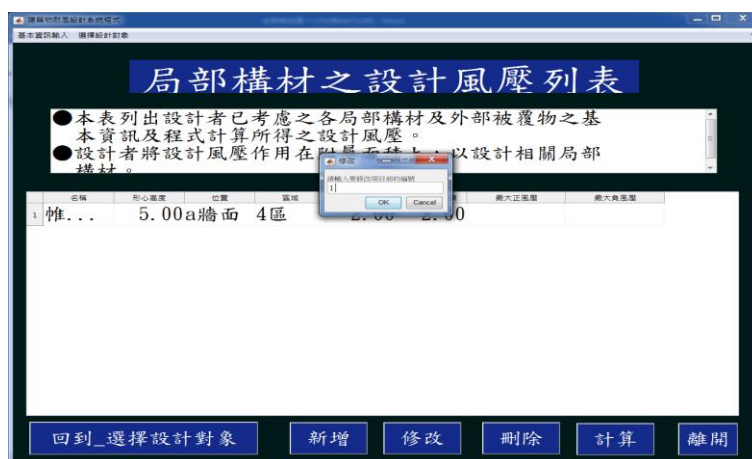 建築物耐風設計系統程式
基本資訊輸入 選擇設計對象
局部構材之設計風壓列表
●本表列出設計者已考慮之各局部構材及外部被覆物之基
本資訊及程式計算所得之設計風壓。
●設計者將設計風壓作用在附屬面積上，以設計相關局部
構材。
修改
請輸入要修改項目前的編號
1
OK Cancel
名稱 形心高度 位置 區域 最大正風壓 最大負風壓
1 帷... 5.00 a牆面 4區 2.00 2.00
回到_選擇設計對象 新增 修改 刪除 計算 離開